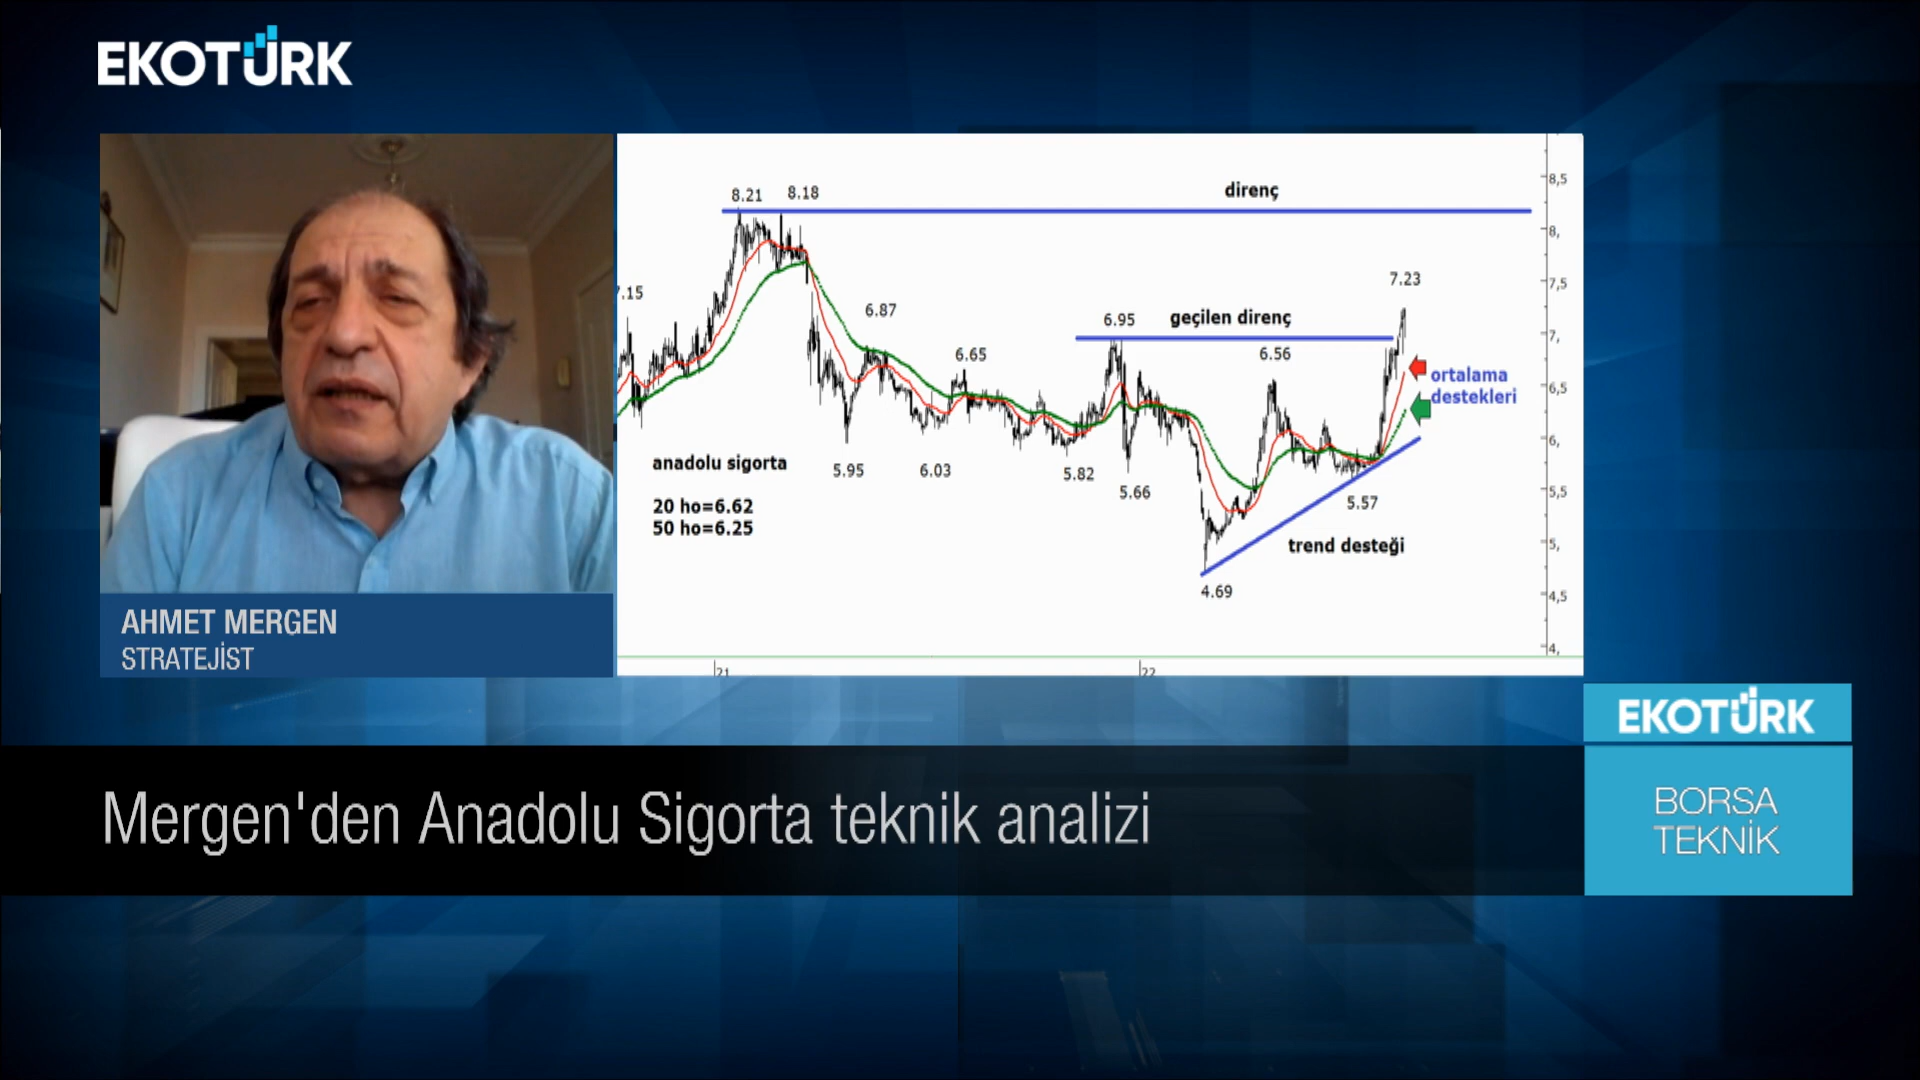 EKOTÜRK
8.21
8.18
direnç
8,5
8,
7.15
7.23
7,5
6.87
6.95
geçilen direnç
7,
6.65
6.56
ortalama
destekleri
6,5
6,
anadolu sigorta
5.95
6.03
5.82
5.66
5.57
5,5
20 ho=6.62
50 ho=6.25
trend desteği
5,
4.69
4,5
4,
21
22
AHMET MERGEN
STRATEJİST
EKOTÜRK
Mergen'den Anadolu Sigorta teknik analizi
BORSA
TEKNİK